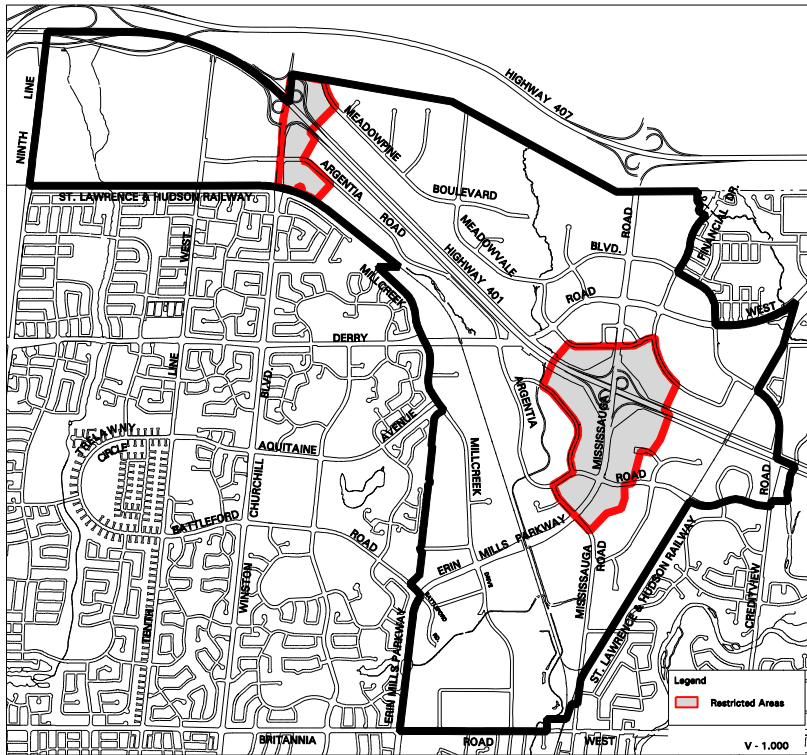 HIGHWAY 407
NINTH LINE
MEADOWPINE
BOULEVARD
ARGENTIA
ROAD
ST. LAWRENCE & HUDSON RAILWAY
FINANCIAL DR.
WEST
MEADOWVALE
BLVD.
ROAD
HIGHWAY 401
MILLCREEK
ROAD
WEST
DERRY
LINE
BLVD.
ARGENTIA
AVENUE
MISSISSAUGA
DELAWNY
CIRCLE
AQUITAINE
MILLCREEK
ROAD
ROAD
CHURCHILL
BATTLEFORD
ROAD
ERIN MILLS PARKWAY
DRIVE
MISSISSAUGA
ROAD
ST. LAWRENCE & HUDSON RAILWAY
CREDITVIEW
WINSTON
TENTH
ERIN MILLS PARKWAY
BRITANNIA
ROAD
WEST
Legend
Restricted Areas
V - 1.000